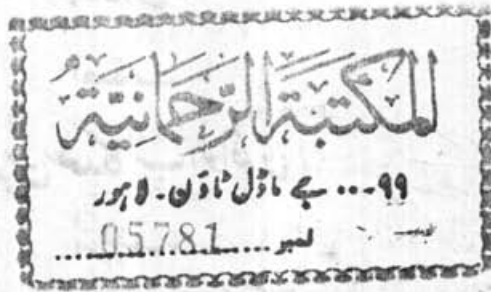 المكتبة الرحمانية
۹۹... جے ماڈل ٹاؤن - لاہور
نمبر ....05781....